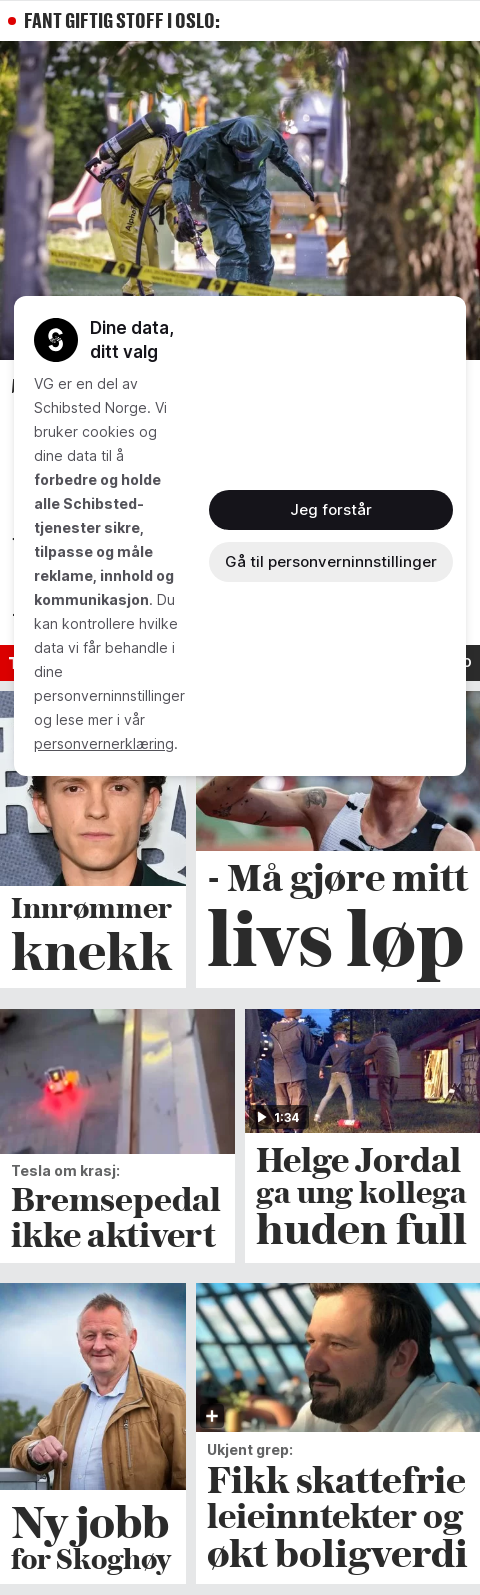 FANT GIFTIG STOFF I OSLO:
Dine data,
ditt valg
VG er en del av
Schibsted Norge. Vi
bruker cookies og
dine data til å
forbedre og holde
alle Schibsted-
tjenester sikre,
tilpasse og måle
reklame, innhold og
kommunikasjon. Du
kan kontrollere hvilke
data vi får behandle i
dine
personverninnstillinger
og lese mer i vår
personvernerklæring.
Jeg forstår
Gå til personverninnstillinger
Innrømmer
knekk
- Må gjøre mitt
livs løp
Tesla om krasj:
Bremsepedal
ikke aktivert
1:34
Helge Jordal
ga ung kollega
huden full
Ny jobb
for Skoghøy
Ukjent grep:
Fikk skattefrie
leieinntekter og
økt boligverdi